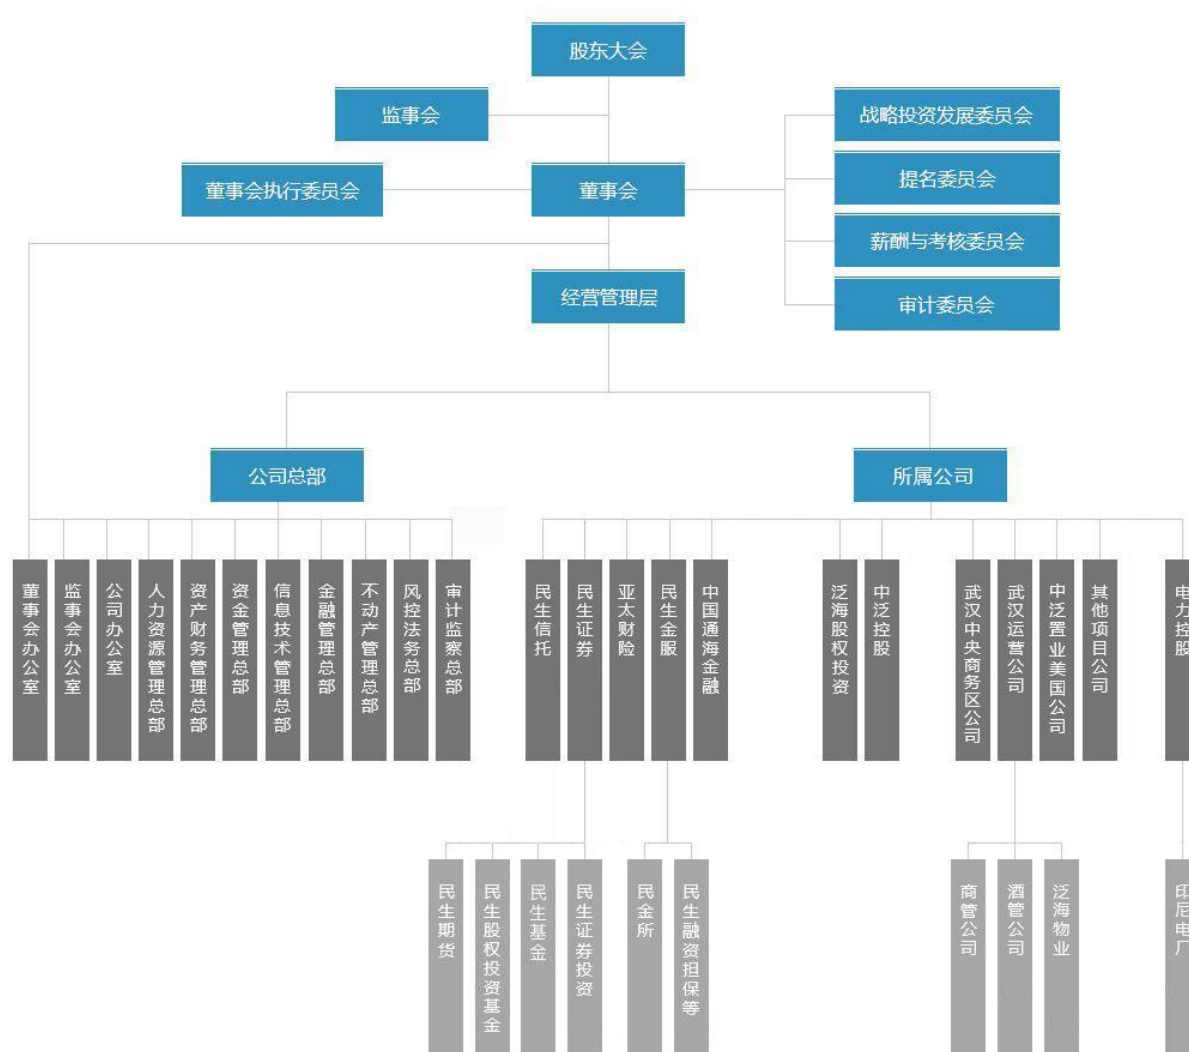 股东大会
监事会
战略投资发展委员会
董事会执行委员会
董事会
提名委员会
薪酬与考核委员会
经营管理层
审计委员会
公司总部
所属公司
董事会办公室
监事会办公室
公司办公室
人力资源管理总部
资产财务管理总部
资金管理总部
信息技术管理总部
金融管理总部
不动产管理总部
风控法务总部
审计监察总部
民生信托
民生证券
亚太财险
民生金服
中国通海金融
泛海股权投资
中泛控股
武汉中央商务区公司
武汉运营公司
中泛置业美国公司
其他项目公司
电力控股
民生期货
民生股权投资基金
民生基金
民生证券投资
民金所
民生融资担保等
商管公司
酒管公司
泛海物业
印尼电厂